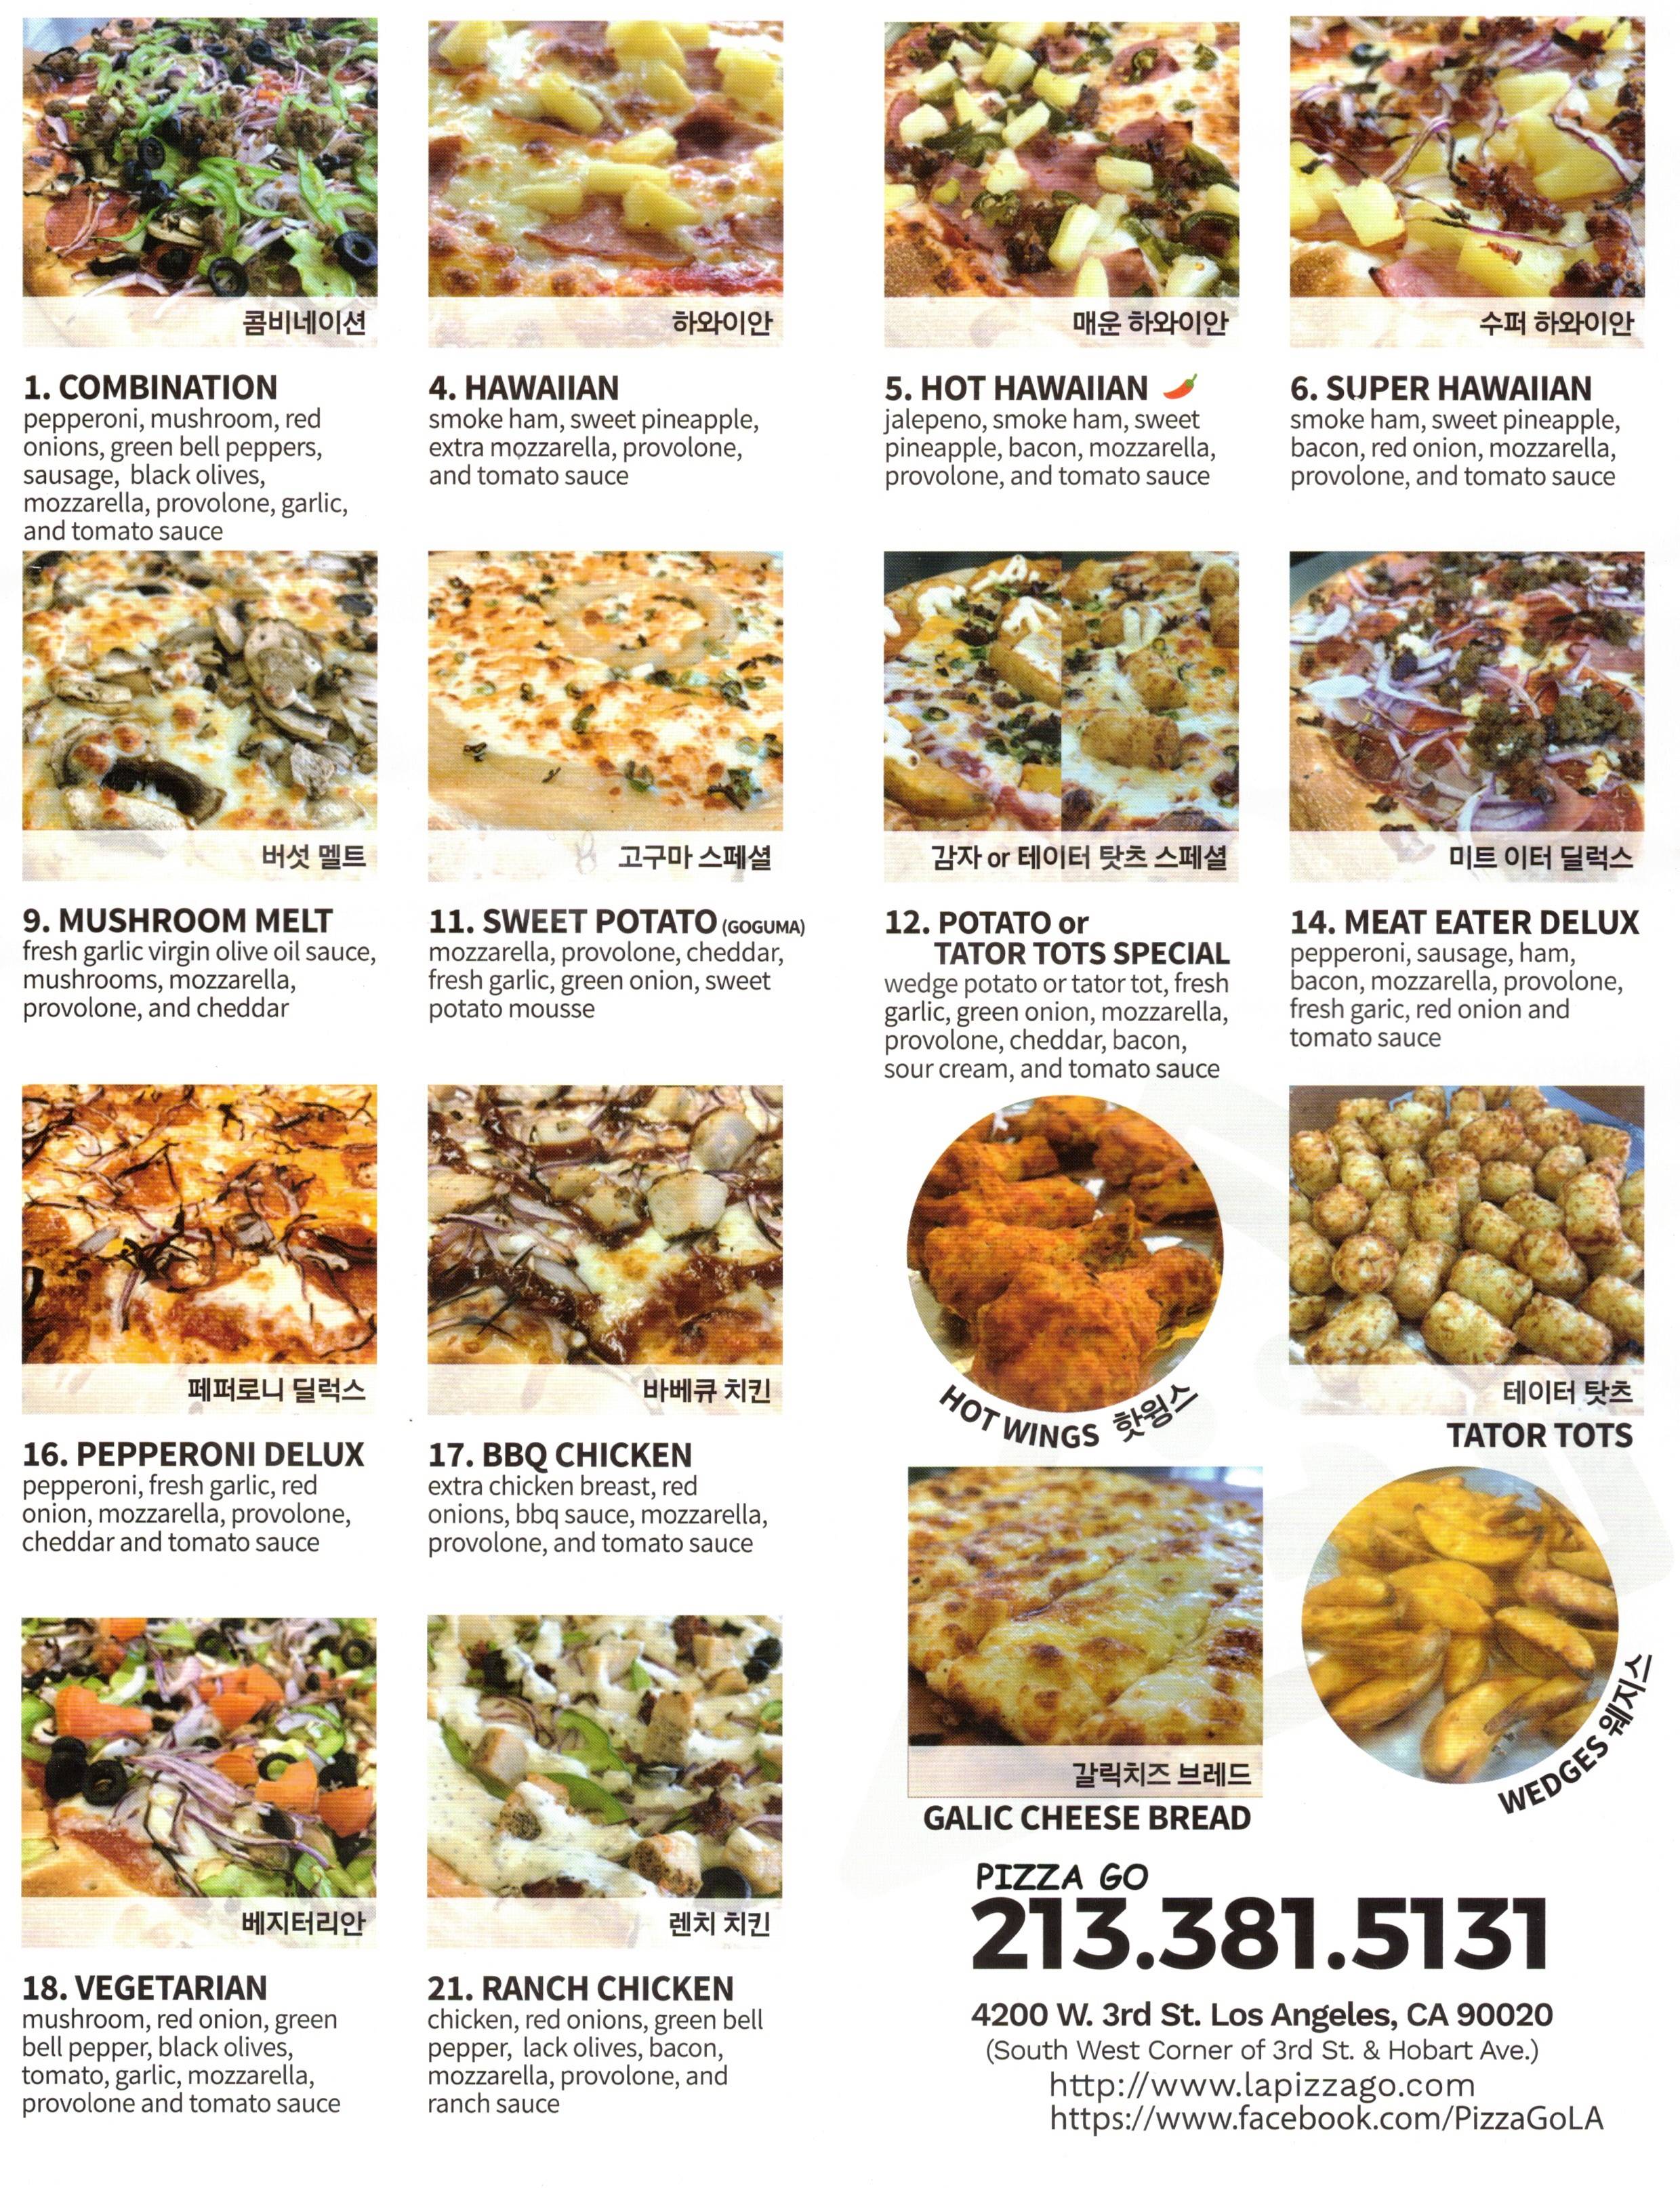 콤비네이션
1. COMBINATION
pepperoni, mushroom, red
onions, green bell peppers,
sausage, black olives,
mozzarella, provolone, garlic,
and tomato sauce
하와이안
4. HAWAIIAN
smoke ham, sweet pineapple,
extra mozzarella, provolone,
and tomato sauce
매운 하와이안
5. HOT HAWAIIAN
jalepeno, smoke ham, sweet
pineapple, bacon, mozzarella,
provolone, and tomato sauce
수퍼 하와이안
6. SUPER HAWAIIAN
smoke ham, sweet pineapple,
bacon, red onion, mozzarella,
provolone, and tomato sauce
버섯 멜트
9. MUSHROOM MELT
fresh garlic virgin olive oil sauce,
mushrooms, mozzarella,
provolone, and cheddar
고구마 스페셜
11. SWEET POTATO (GOGUMA)
mozzarella, provolone, cheddar,
fresh garlic, green onion, sweet
potato mousse
감자 or 테이터 탓츠 스페셜
12. POTATO or
TATOR TOTS SPECIAL
wedge potato or tator tot, fresh
garlic, green onion, mozzarella,
provolone, cheddar, bacon,
sour cream, and tomato sauce
미트 이터 딜럭스
14. MEAT EATER DELUX
pepperoni, sausage, ham,
bacon, mozzarella, provolone,
fresh garic, red onion and
tomato sauce
페퍼로니 딜럭스
16. PEPPERONI DELUX
pepperoni, fresh garlic, red
onion, mozzarella, provolone,
cheddar and tomato sauce
바베큐 치킨
17. BBQ CHICKEN
extra chicken breast, red
onions, bbq sauce, mozzarella,
provolone, and tomato sauce
HOT WINGS 핫윙스
테이터 탓츠
TATOR TOTS
갈릭치즈 브레드
GALIC CHEESE BREAD
WEDGES 웨지스
베지터리안
18. VEGETARIAN
mushroom, red onion, green
bell pepper, black olives,
tomato, garlic, mozzarella,
provolone and tomato sauce
렌치 치킨
21. RANCH CHICKEN
chicken, red onions, green bell
pepper, lack olives, bacon,
mozzarella, provolone, and
ranch sauce
PIZZA GO
213.381.5131
4200 W. 3rd St. Los Angeles, CA 90020
(South West Corner of 3rd St. & Hobart Ave.)
http://www.lapizzago.com
https://www.facebook.com/PizzaGoLA